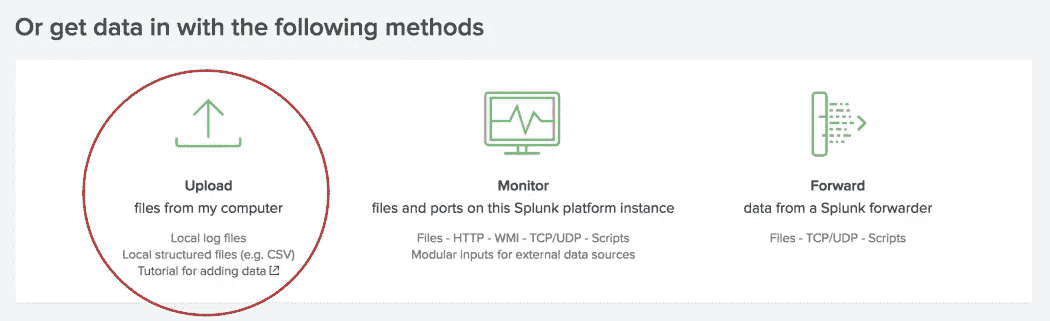 Or get data in with the following methods
Upload
files from my computer
Local log files
Local structured files (e.g. CSV)
Tutorial for adding data
Monitor
files and ports on this Splunk platform instance
Files - HTTP - WMI - TCP/UDP - Scripts
Modular inputs for external data sources
Forward
data from a Splunk forwarder
Files - TCP/UDP - Scripts